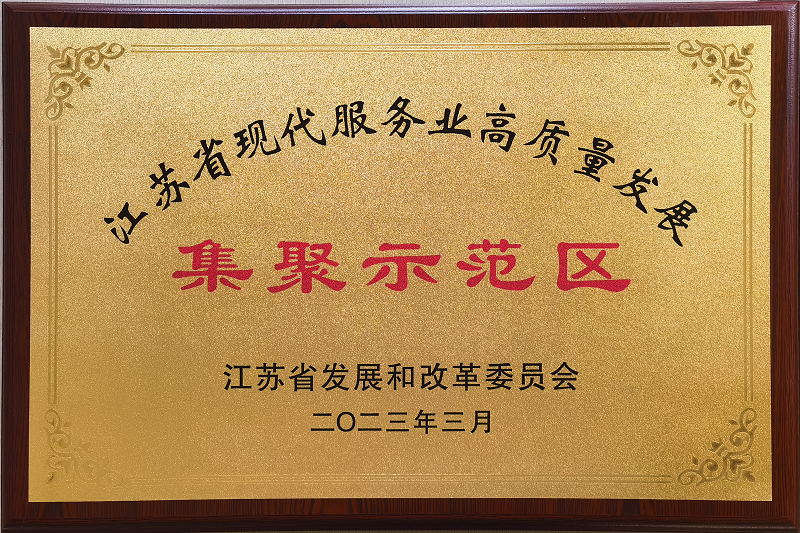 江苏省现代服务业高质量发展
集聚示范区
江苏省发展和改革委员会
二〇二三年三月